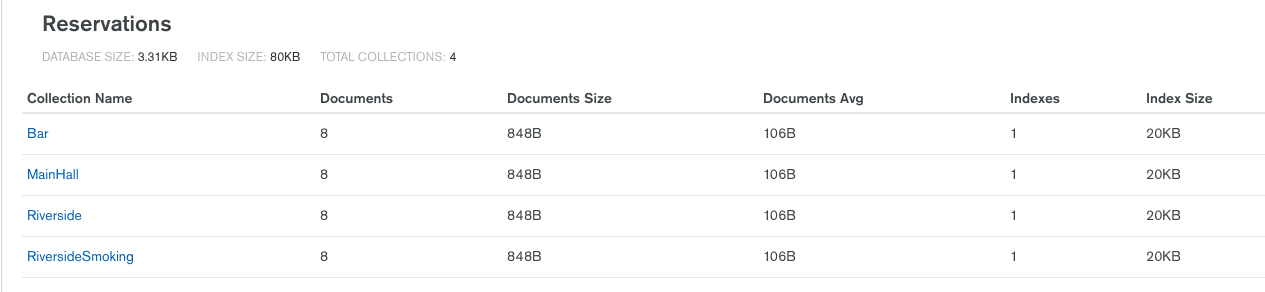 Reservations
DATABASE SIZE: 3.31KB INDEX SIZE: 80KB TOTAL COLLECTIONS: 4
Collection Name Documents Documents Size Documents Avg Indexes Index Size
Bar 8 848B 106B 1 20KB
MainHall 8 848B 106B 1 20KB
Riverside 8 848B 106B 1 20KB
RiversideSmoking 8 848B 106B 1 20KB